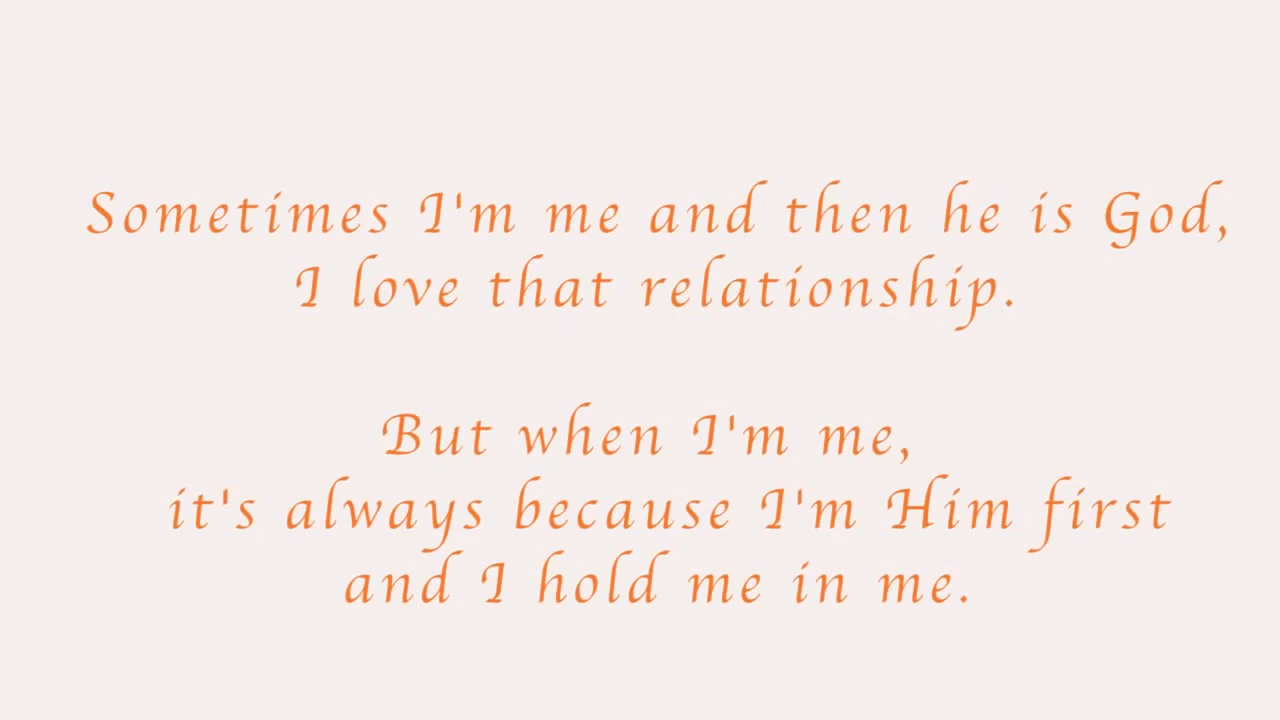 Sometimes I'm me and then he is God,
I love that relationship.
But when I'm me,
it's always because I'm Him first
and I hold me in me.